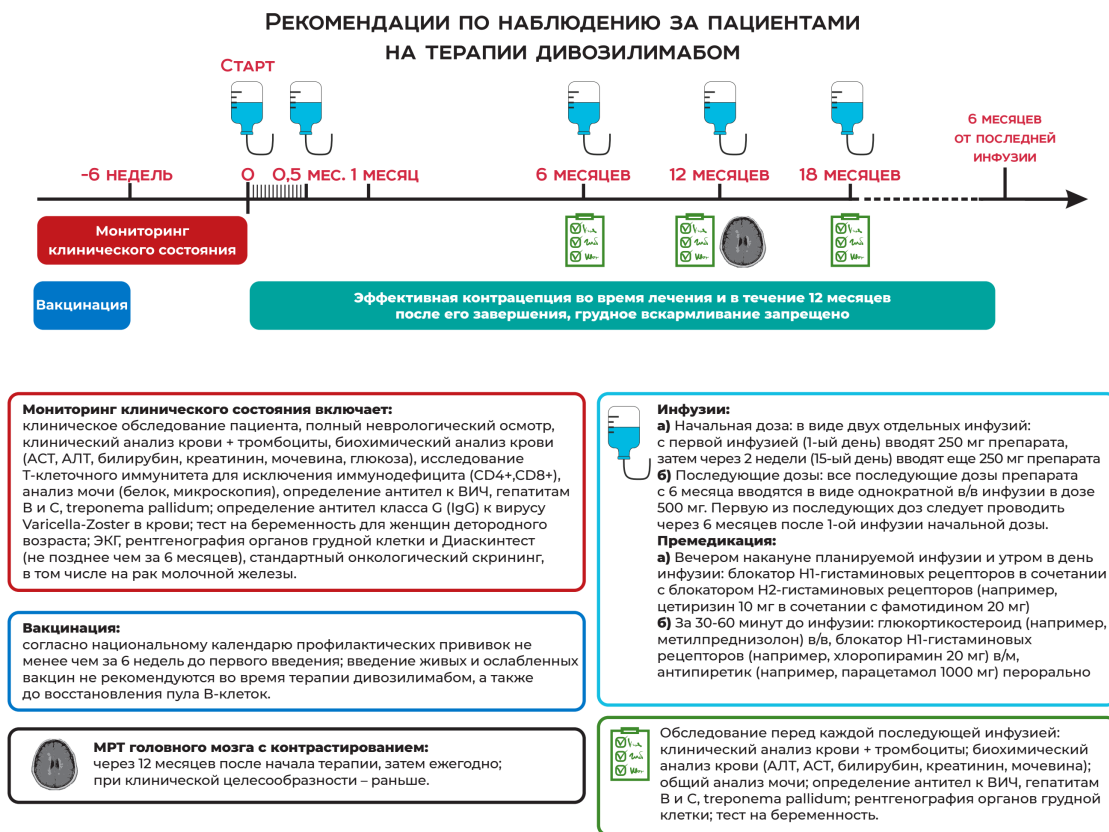 Рекомендации по наблюдению за пациентами
на терапии дивозилимабом
Старт
6 месяцев
от последней
инфузии
-6 недель
0
0,5 мес.
1 месяц
6 месяцев
12 месяцев
18 месяцев
Мониторинг
клинического состояния
Вакцинация
Эффективная контрацепция во время лечения и в течение 12 месяцев
после его завершения, грудное вскармливание запрещено
Мониторинг клинического состояния включает:
клиническое обследование пациента, полный неврологический осмотр,
клинический анализ крови + тромбоциты, биохимический анализ крови
(АСТ, АЛТ, билирубин, креатинин, мочевина, глюкоза), исследование
Т-клеточного иммунитета для исключения иммунодефицита (CD4+,CD8+),
анализ мочи (белок, микроскопия), определение антител к ВИЧ, гепатитам
В и С, treponema pallidum; определение антител класса G (IgG) к вирусу
Varicella-Zoster в крови; тест на беременность для женщин детородного
возраста; ЭКГ, рентгенография органов грудной клетки и Диаскинтест
(не позднее чем за 6 месяцев), стандартный онкологический скрининг,
в том числе на рак молочной железы.
Вакцинация:
согласно национальному календарю профилактических прививок не
менее чем за 6 недель до первого введения; введение живых и ослабленных
вакцин не рекомендуются во время терапии дивозилимабом, а также
до восстановления пула В-клеток.
МРТ головного мозга с контрастированием:
через 12 месяцев после начала терапии, затем ежегодно;
при клинической целесообразности – раньше.
Инфузии:
а) Начальная доза: в виде двух отдельных инфузий:
с первой инфузией (1-ый день) вводят 250 мг препарата,
затем через 2 недели (15-ый день) вводят еще 250 мг препарата
б) Последующие дозы: все последующие дозы препарата
с 6 месяца вводятся в виде однократной в/в инфузии в дозе
500 мг. Первую из последующих доз следует проводить
через 6 месяцев после 1-ой инфузии начальной дозы.
Премедикация:
а) Вечером накануне планируемой инфузии и утром в день
инфузии: блокатор Н1-гистаминовых рецепторов в сочетании
с блокатором Н2-гистаминовых рецепторов (например,
цетиризин 10 мг в сочетании с фамотидином 20 мг)
б) За 30-60 минут до инфузии: глюкортикостероид (например,
метилпреднизолон) в/в, блокатор Н1-гистаминовых
рецепторов (например, хлоропирамин 20 мг) в/м,
антипиретик (например, парацетамол 1000 мг) перорально
Обследование перед каждой последующей инфузией:
клинический анализ крови + тромбоциты; биохимический
анализ крови (АЛТ, АСТ, билирубин, креатинин, мочевина);
общий анализ мочи; определение антител к ВИЧ, гепатитам
В и С, treponema pallidum; рентгенография органов грудной
клетки; тест на беременность.